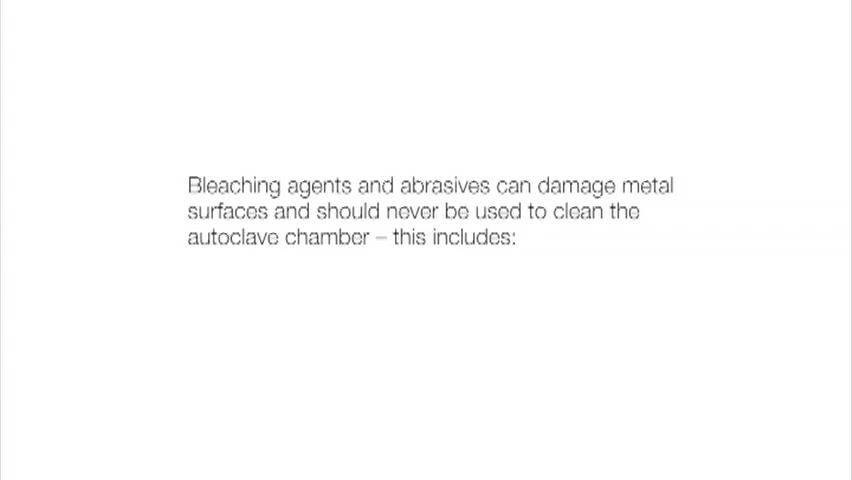 Bleaching agents and abrasives can damage metal
surfaces and should never be used to clean the
autoclave chamber – this includes: